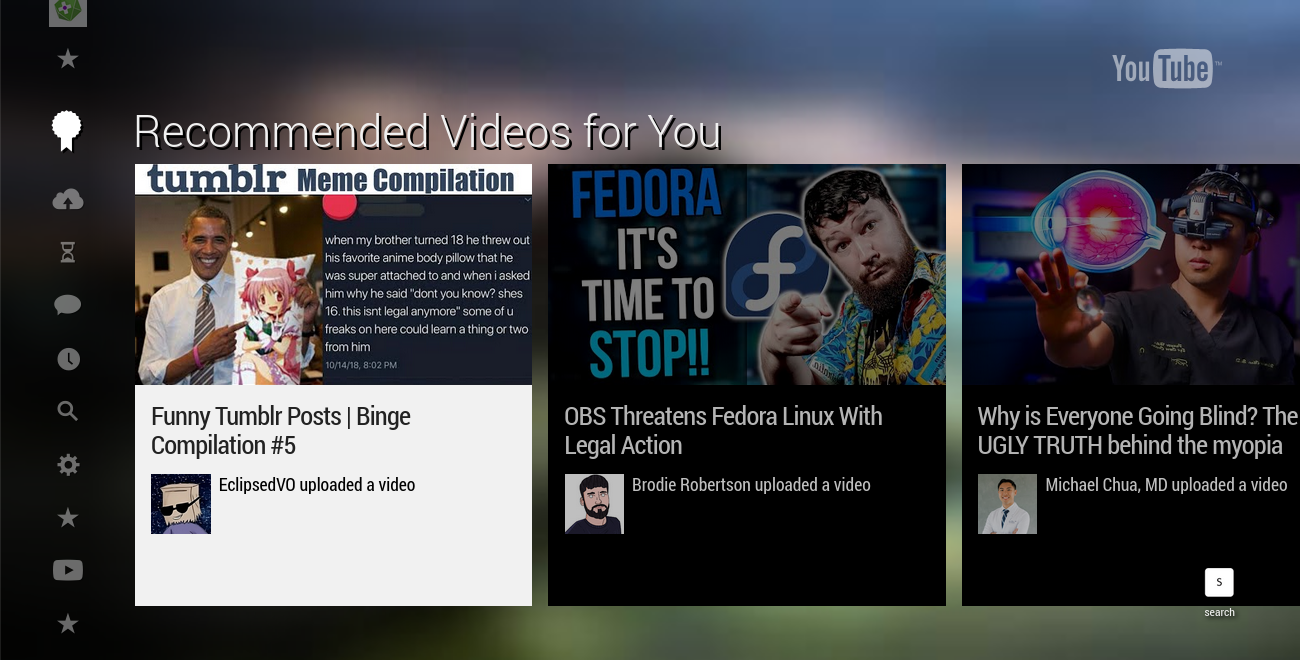 YouTube
Recommended Videos for You
tumblr Meme Compilation
when my brother turned 18 he threw out
his favorite anime body pillow that he
was super attached to and when i asked
him why he said "dont you know? shes
16. this isnt legal anymore" some of u
freaks on here could learn a thing or two
from him
10/14/18, 8:02 PM
Funny Tumblr Posts | Binge
Compilation #5
EclipsedVO uploaded a video
FEDORA
IT'S
TIME TO
STOP!!
OBS Threatens Fedora Linux With
Legal Action
Brodie Robertson uploaded a video
Why is Everyone Going Blind? The
UGLY TRUTH behind the myopia
Michael Chua, MD uploaded a video
S
search